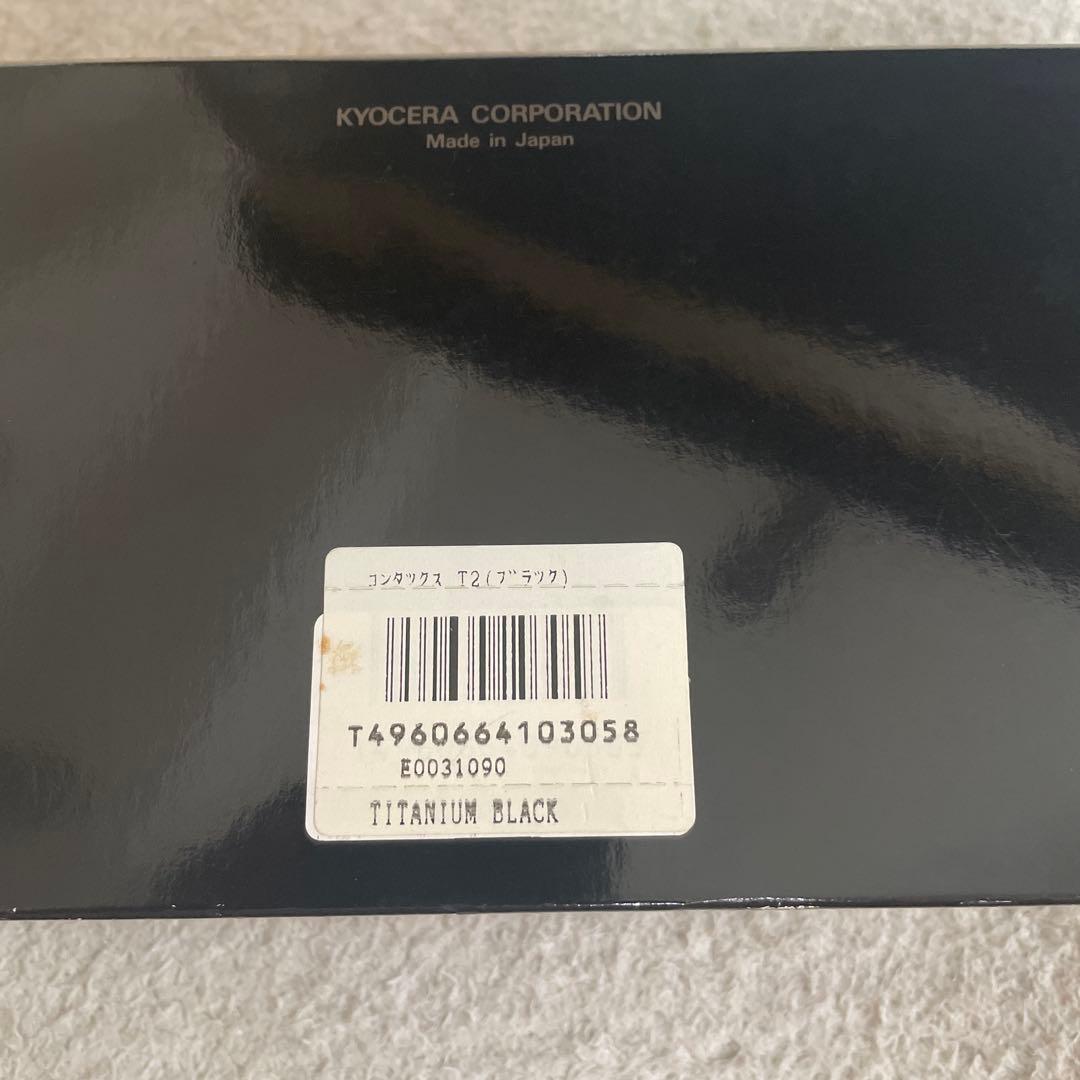 KYOCERA CORPORATION
Made in Japan
コンタックス T2(ブラック)
T4960664103058
E0031090
TITANIUM BLACK